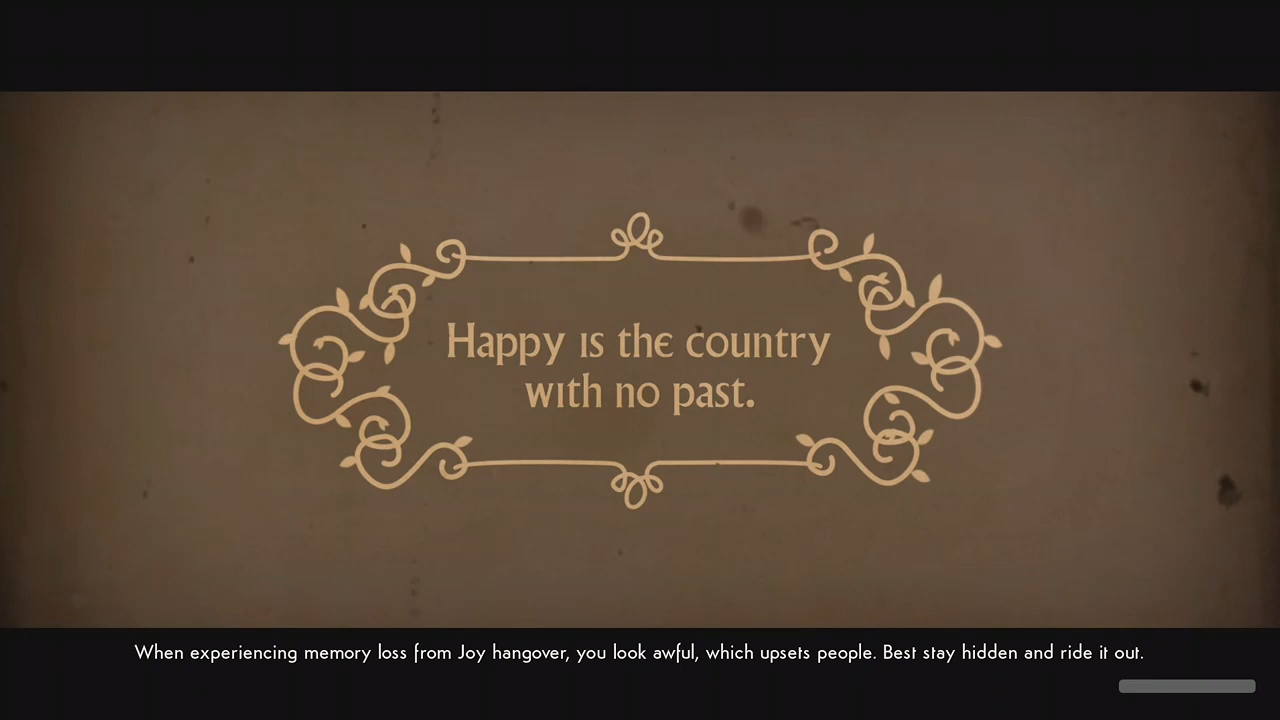 Happy is the country
with no past.
When experiencing memory loss from Joy hangover, you look awful, which upsets people. Best stay hidden and ride it out.